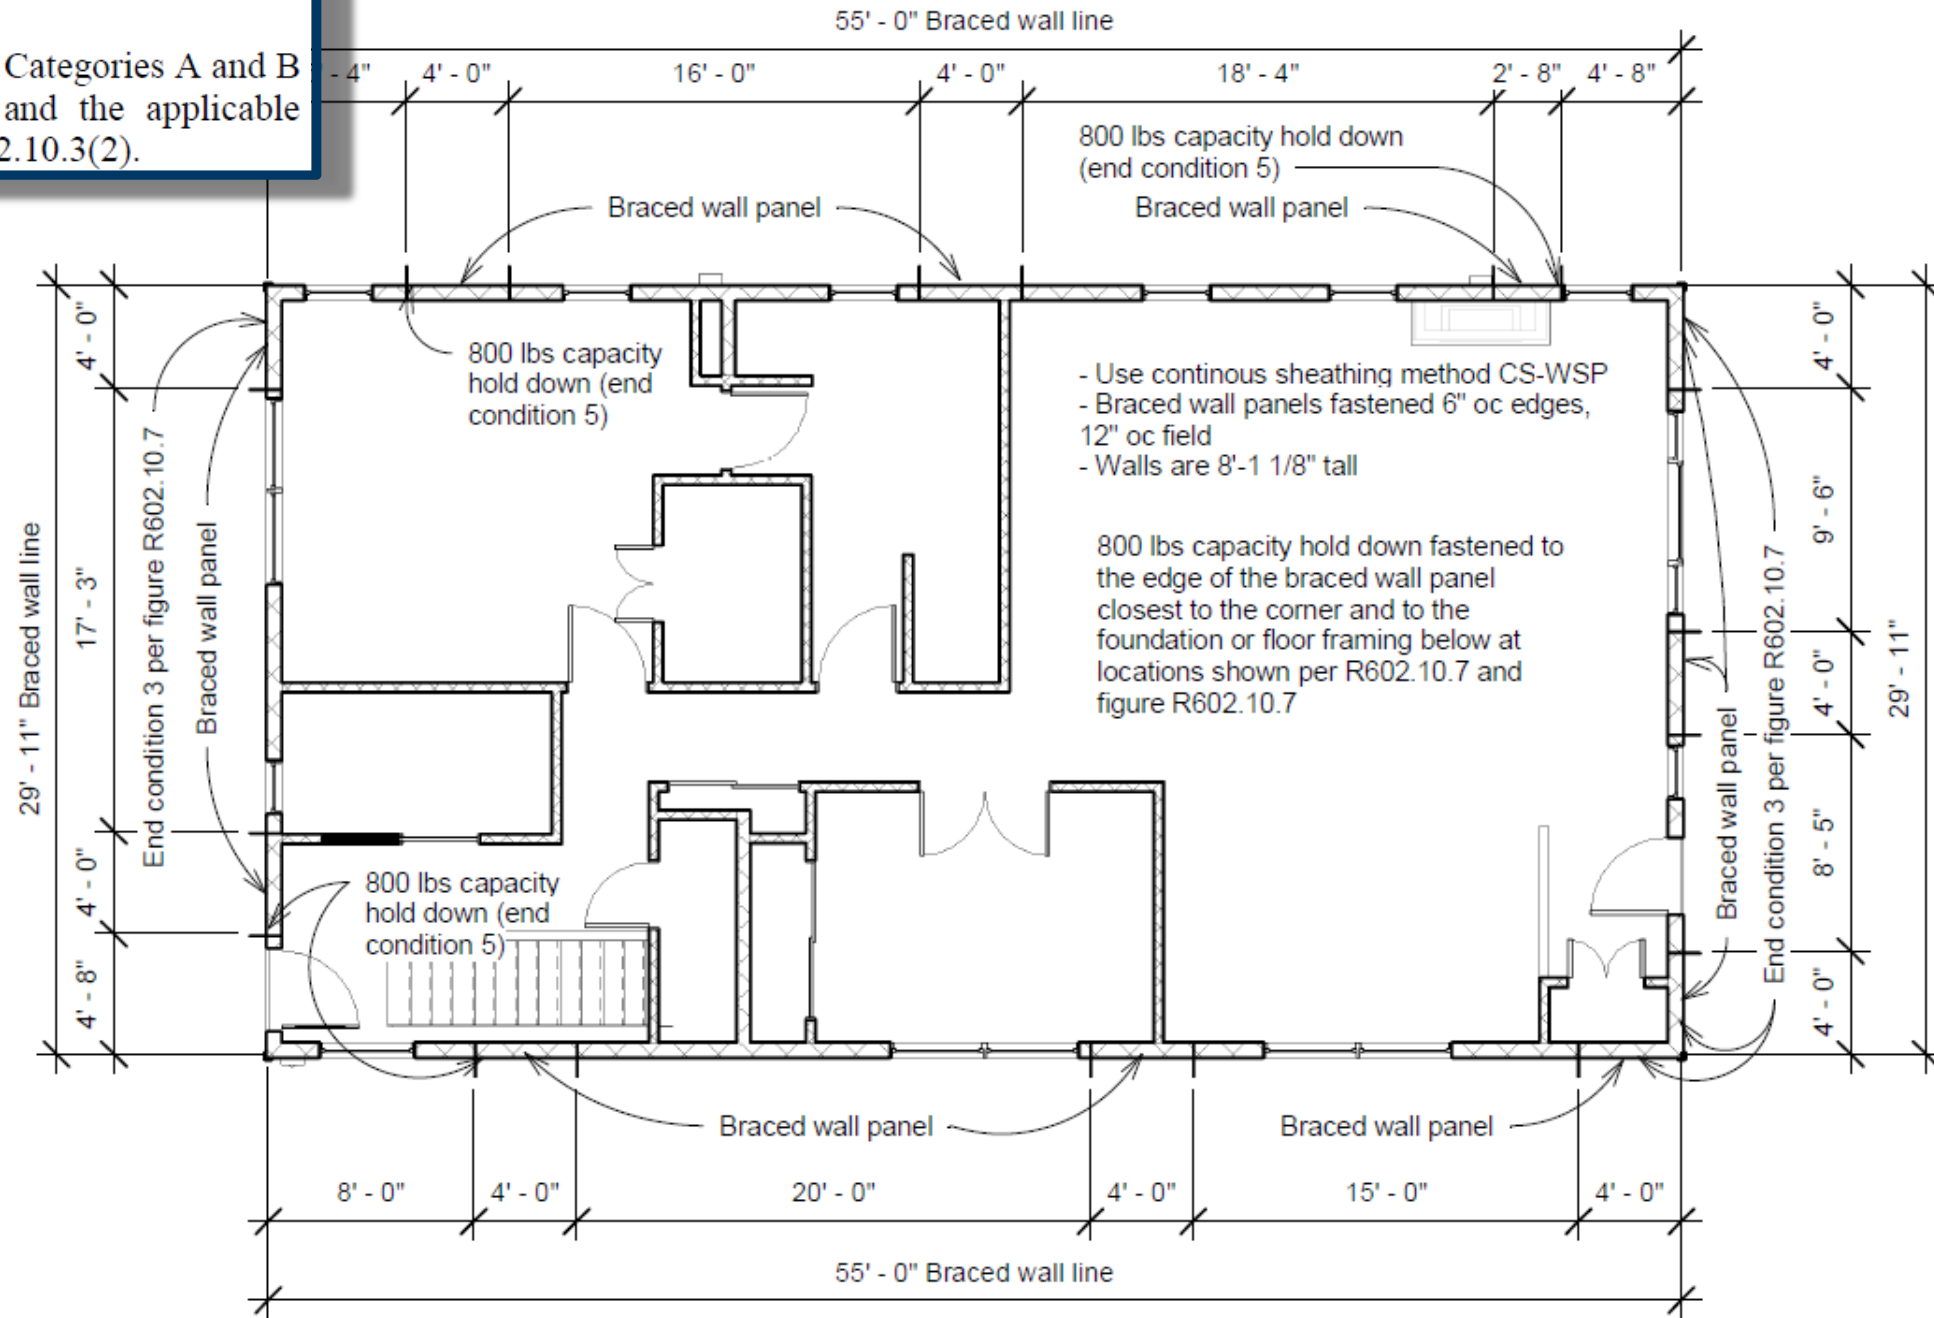 55' - 0" Braced wall line
Categories A and B
and the applicable
2.10.3(2).
- 4"
4' - 0"
16' - 0"
4' - 0"
18' - 4"
2' - 8"
4' - 8"
800 lbs capacity hold down
(end condition 5)
Braced wall panel
Braced wall panel
4' - 0"
17' - 3"
4' - 0"
4' - 8"
29' - 11" Braced wall line
End condition 3 per figure R602.10.7
Braced wall panel
800 lbs capacity
hold down (end
condition 5)
- Use continous sheathing method CS-WSP
- Braced wall panels fastened 6" oc edges,
12" oc field
- Walls are 8'-1 1/8" tall
800 lbs capacity hold down fastened to
the edge of the braced wall panel
closest to the corner and to the
foundation or floor framing below at
locations shown per R602.10.7 and
figure R602.10.7
4' - 0"
9' - 6"
4' - 0"
8' - 5"
4' - 0"
29' - 11"
Braced wall panel
End condition 3 per figure R602.10.7
800 lbs capacity
hold down (end
condition 5)
Braced wall panel
Braced wall panel
8' - 0"
4' - 0"
20' - 0"
4' - 0"
15' - 0"
4' - 0"
55' - 0" Braced wall line